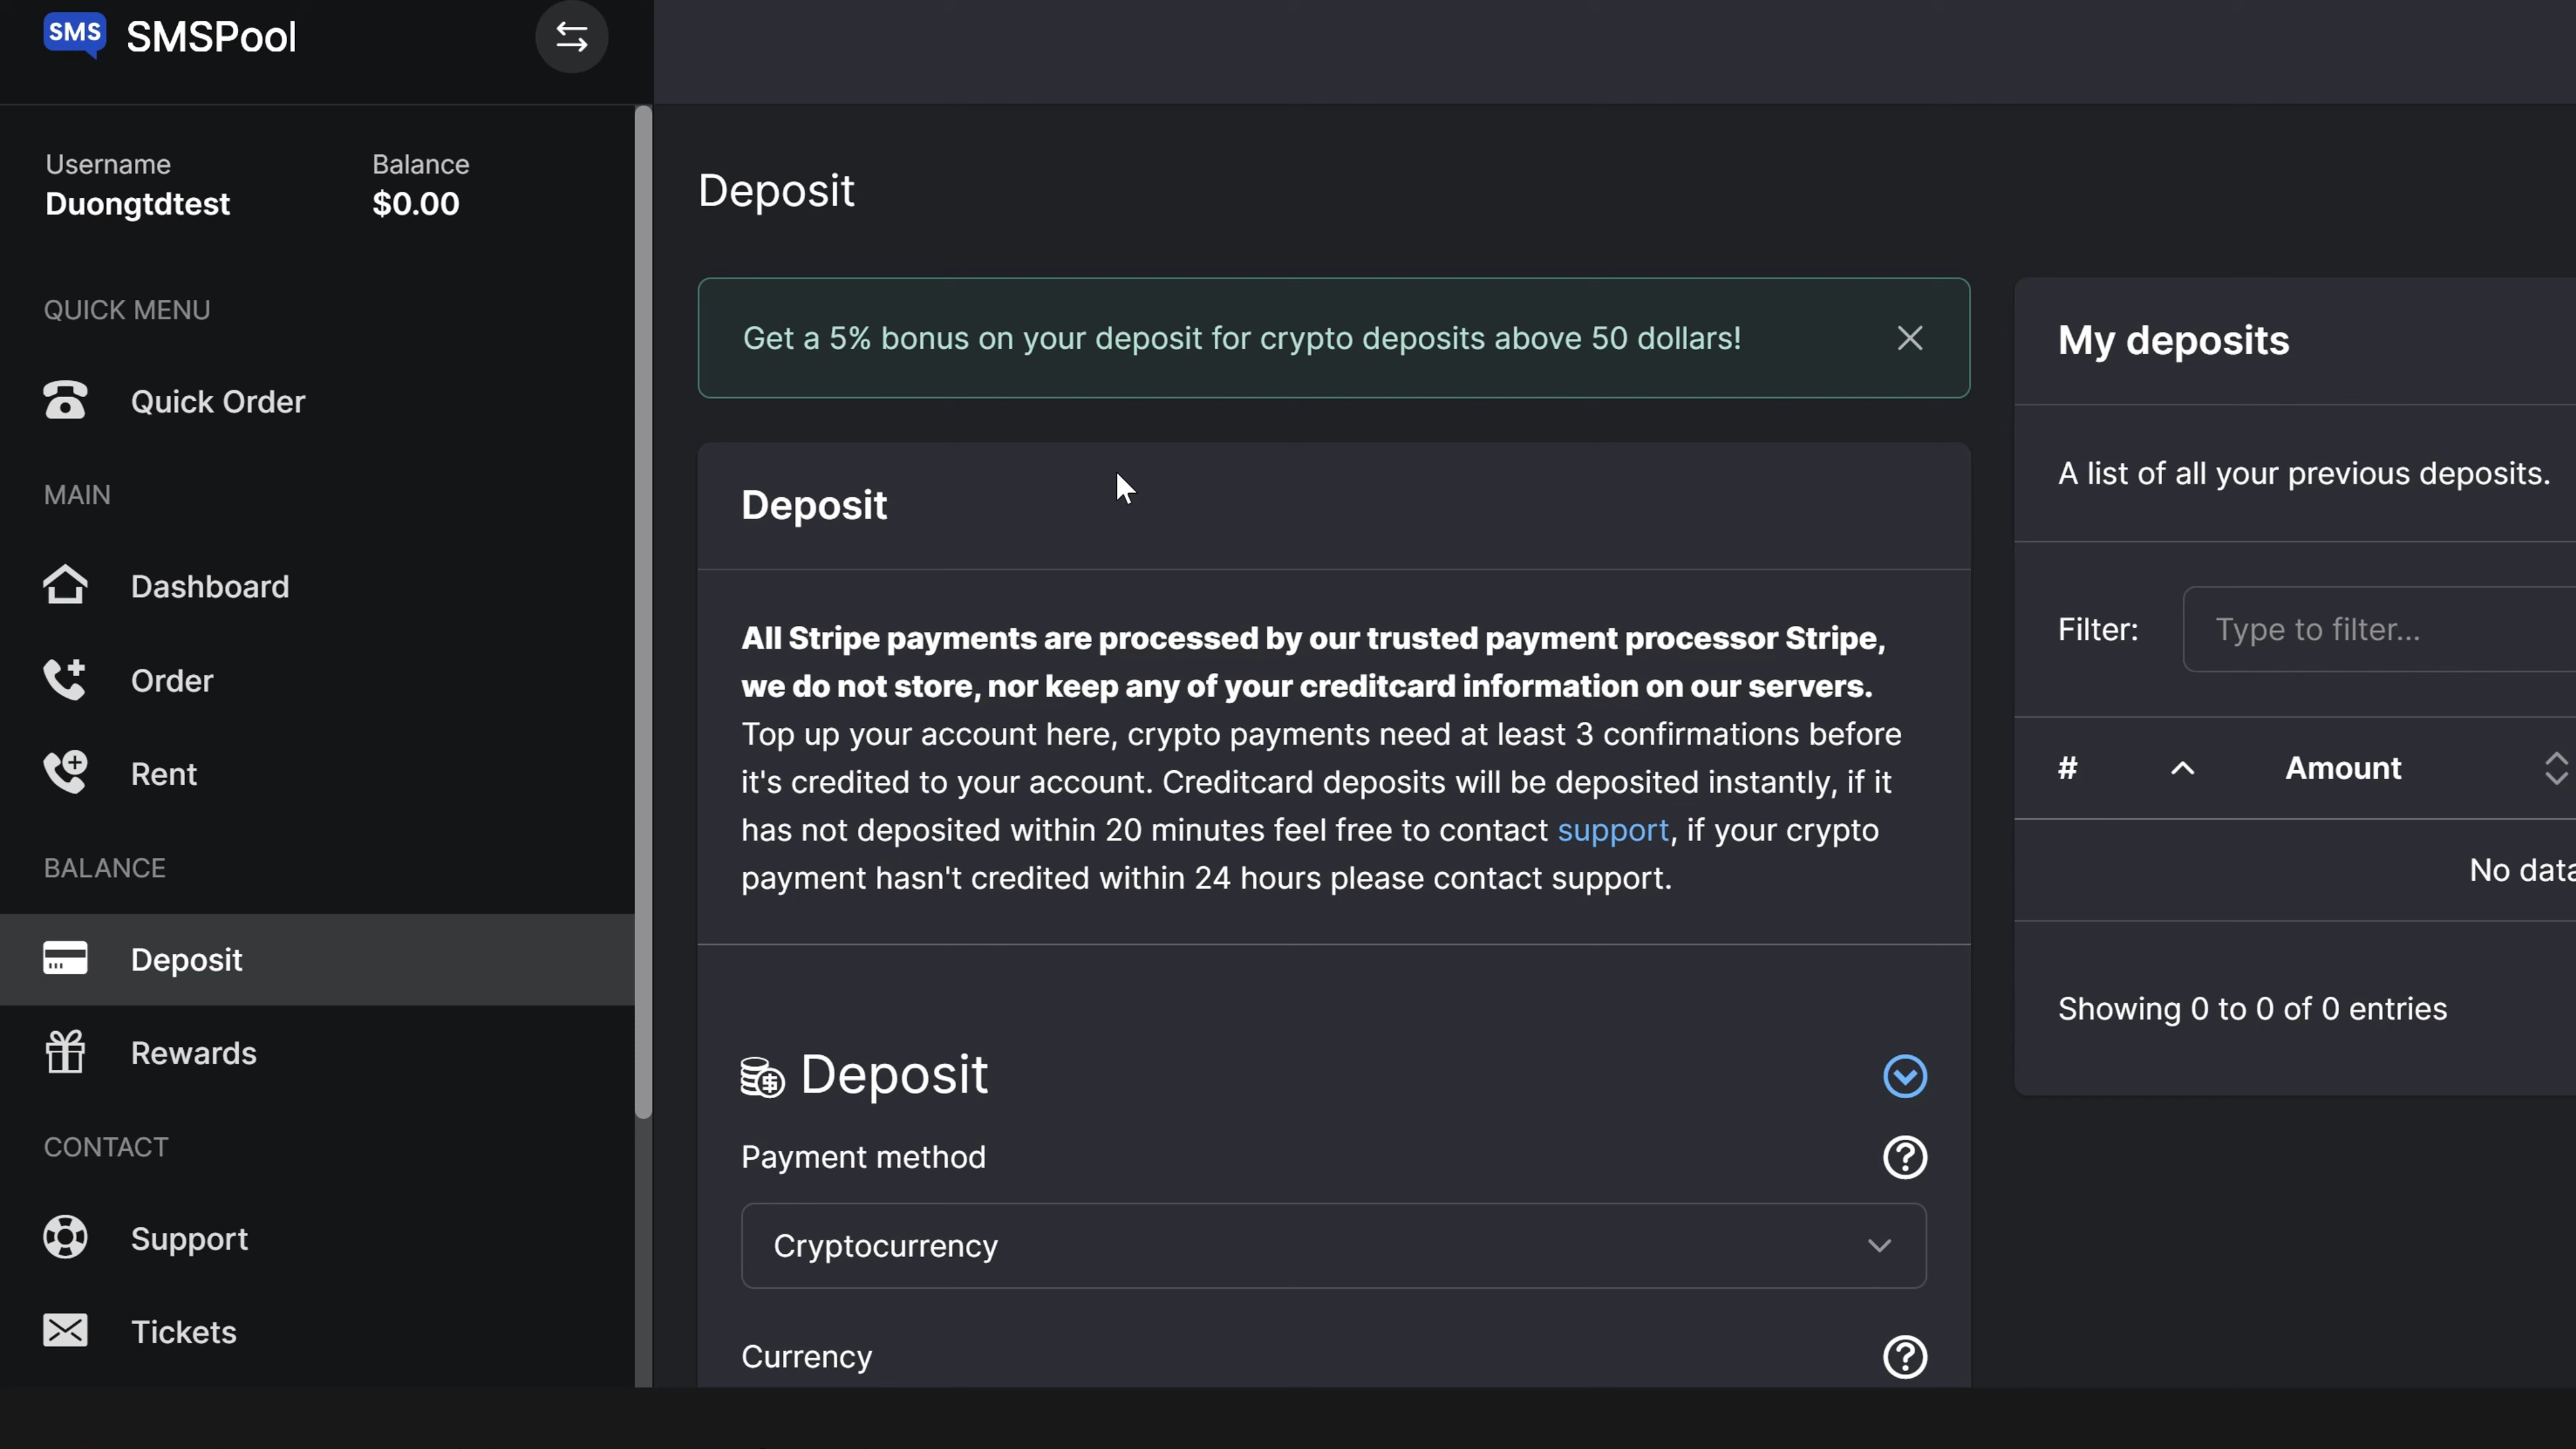 SMS SMSPool
Username
Balance
Duongtdtest
$0.00
QUICK MENU
Quick Order
MAIN
Dashboard
Order
Rent
BALANCE
Deposit
Rewards
CONTACT
Support
Tickets
Deposit
Get a 5% bonus on your deposit for crypto deposits above 50 dollars!
Deposit
All Stripe payments are processed by our trusted payment processor Stripe,
we do not store, nor keep any of your creditcard information on our servers.
Top up your account here, crypto payments need at least 3 confirmations before
it's credited to your account. Creditcard deposits will be deposited instantly, if it
has not deposited within 20 minutes feel free to contact support, if your crypto
payment hasn't credited within 24 hours please contact support.
Deposit
Payment method
Cryptocurrency
Currency
My deposits
A list of all your previous deposits.
Filter:
Type to filter...
# Amount
No data
Showing 0 to 0 of 0 entries